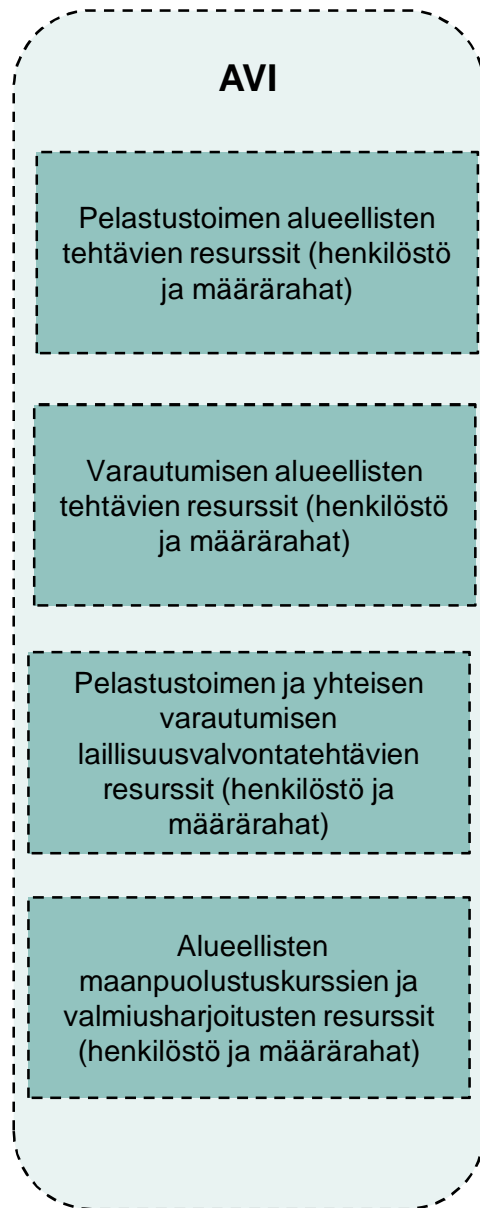 AVI
Pelastustoimen alueellisten
tehtävien resurssit (henkilöstö
ja määrärahat)
Varautumisen alueellisten
tehtävien resurssit (henkilöstö
ja määrärahat)
Pelastustoimen ja yhteisen
varautumisen
laillisuusvalvontatehtävien
resurssit (henkilöstö ja
määrärahat)
Alueellisten
maanpuolustuskurssien ja
valmiusharjoitusten resurssit
(henkilöstö ja määrärahat)